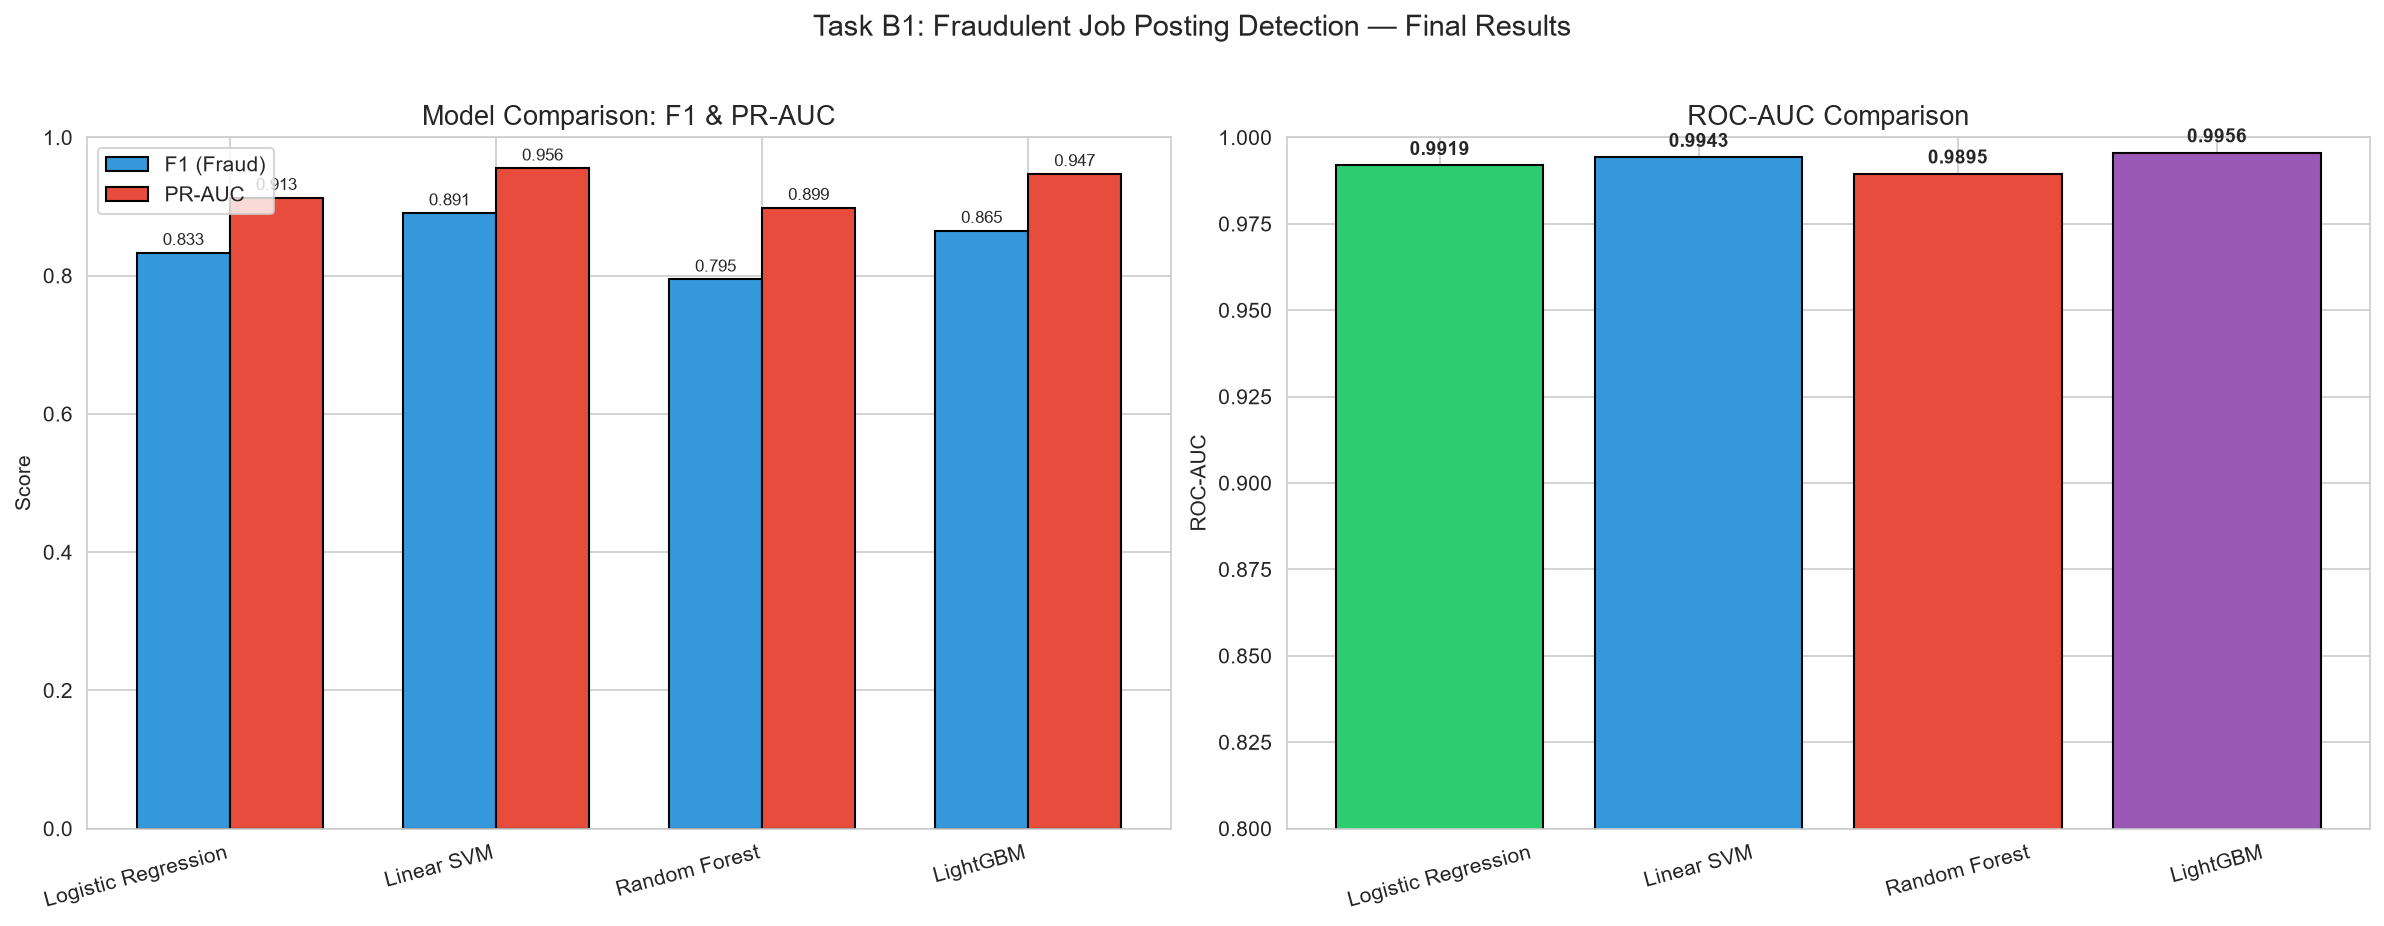 Task B1: Fraudulent Job Posting Detection — Final Results
Model Comparison: F1 & PR-AUC
F1 (Fraud)
PR-AUC
Score
1.0
0.8
0.6
0.4
0.2
0.0
0.833
0.913
0.891
0.956
0.795
0.899
0.865
0.947
Logistic Regression
Linear SVM
Random Forest
LightGBM
ROC-AUC Comparison
ROC-AUC
1.000
0.975
0.950
0.925
0.900
0.875
0.850
0.825
0.800
0.9919
0.9943
0.9895
0.9956
Logistic Regression
Linear SVM
Random Forest
LightGBM